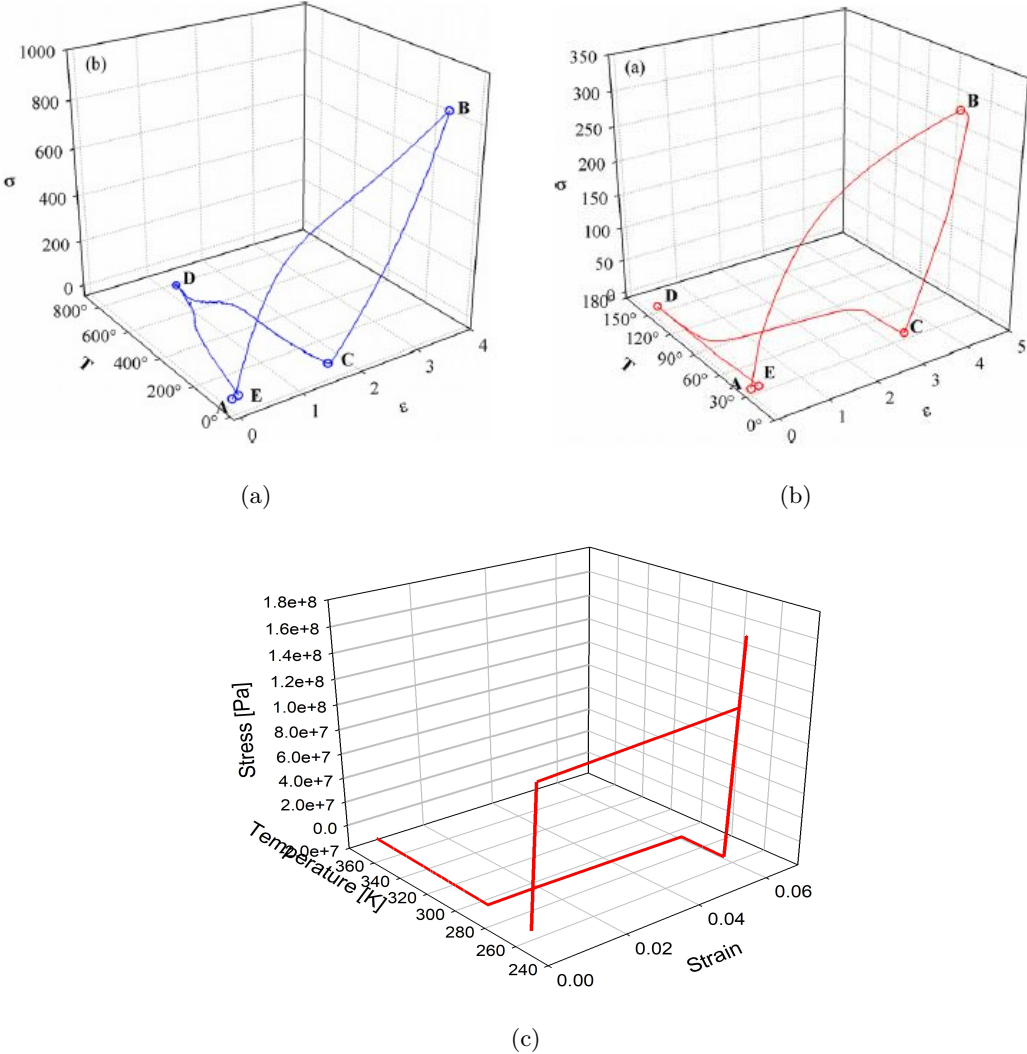 (b)
1000
800
600
400
200
0
σ
800°
600°
400°
200°
0°
T
0
1
2
3
4
ε
A
B
C
D
E
(a)
(a)
350
300
250
200
150
100
50
0
σ
180
150°
120°
90°
60°
30°
0°
T
0
1
2
3
4
5
ε
A
B
C
D
E
(b)
1.8e+8
1.6e+8
1.4e+8
1.2e+8
1.0e+8
8.0e+7
6.0e+7
4.0e+7
2.0e+7
0.0
Stress [Pa]
Temperature [K]
360
340
320
300
280
260
240
0.00
0.02
0.04
0.06
Strain
(c)